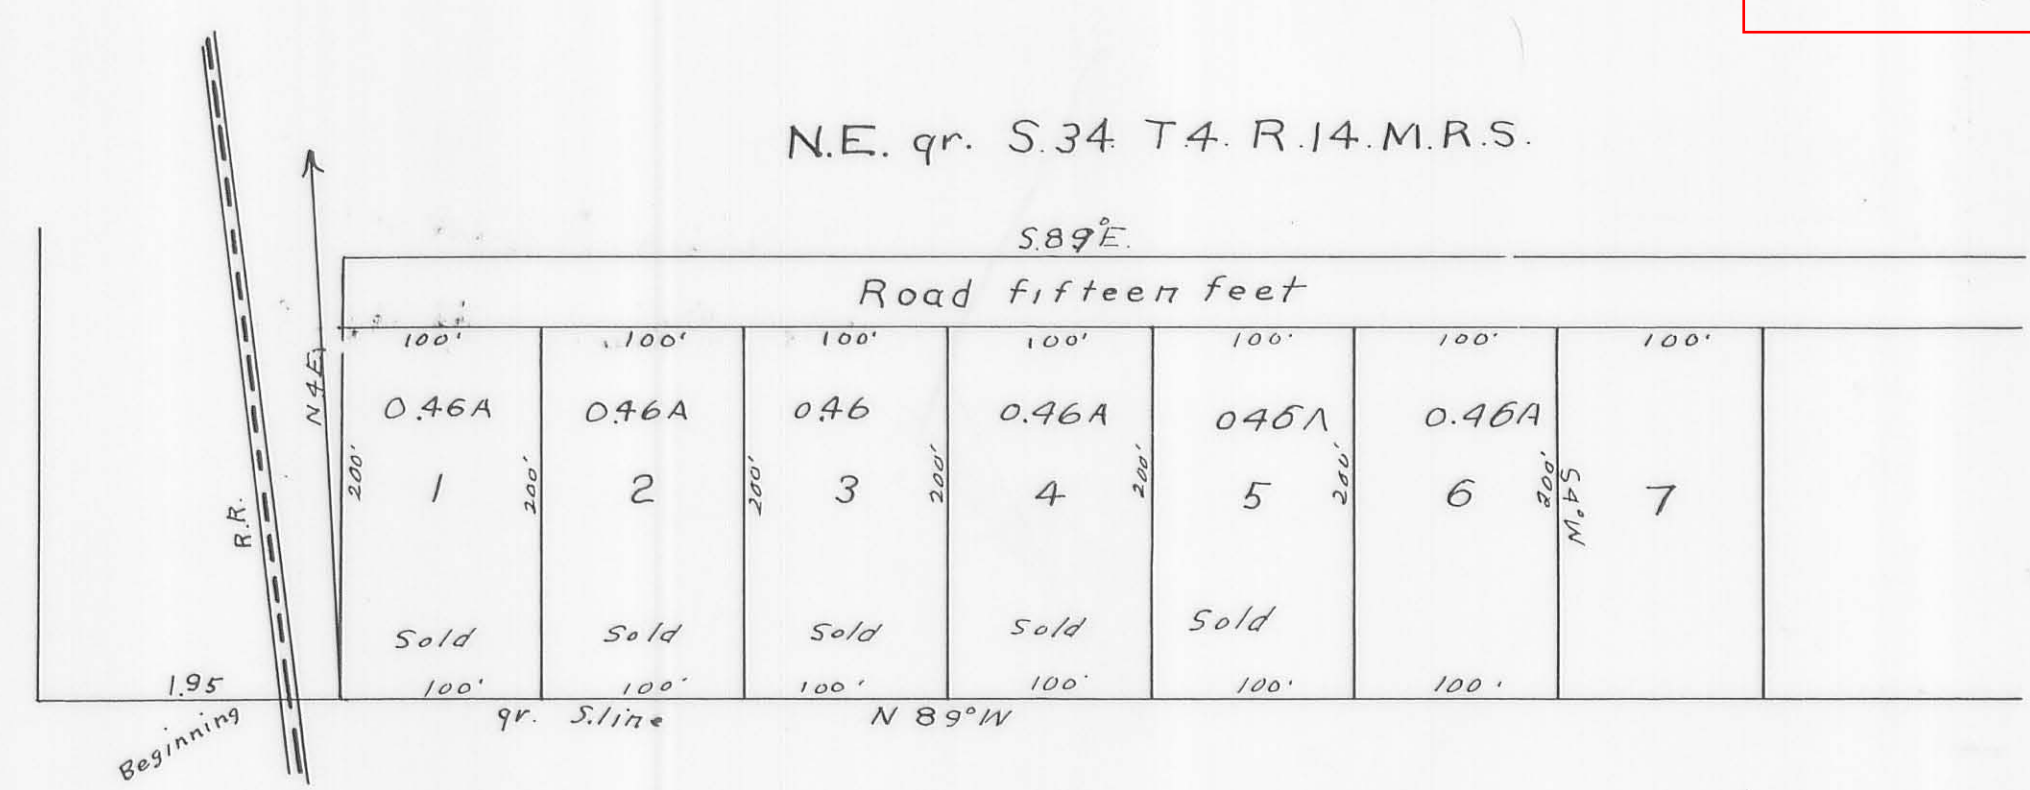 N.E. qr. S.34 T.4. R.14. M.R.S.
S.89°E.
Road fifteen feet
100' 100' 100' 100' 100' 100' 100'
N 4 E
0.46A 0.46A 0.46 0.46A 0.46A 0.46A
200' 200' 200' 200' 200' 200' 200'
S4°W
1 2 3 4 5 6 7
R.R.
Sold Sold Sold Sold Sold
1.95
100' 100' 100' 100' 100' 100'
Beginning
qr. S.line N 89°W